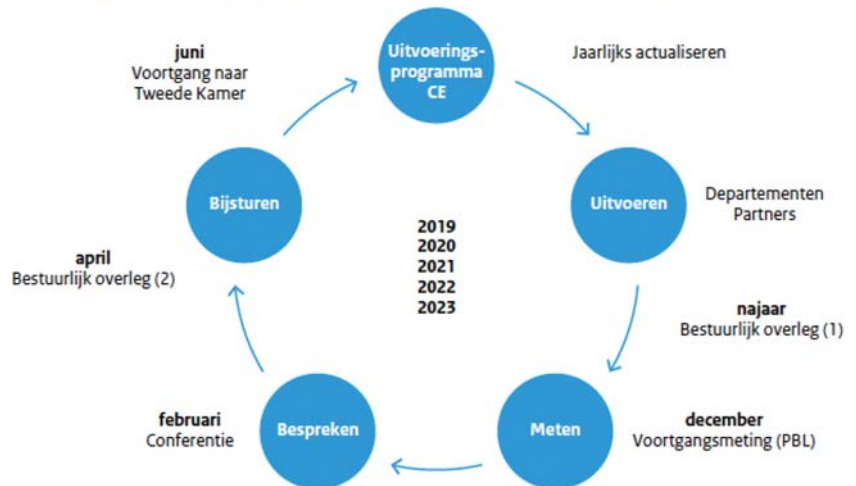 Uitvoerings-
programma
CE
Jaarlijks actualiseren
Uitvoeren
Departementen
Partners
najaar
Bestuurlijk overleg (1)
Meten
december
Voortgangsmeting (PBL)
Bespreken
februari
Conferentie
april
Bestuurlijk overleg (2)
Bijsturen
juni
Voortgang naar
Tweede Kamer
2019
2020
2021
2022
2023